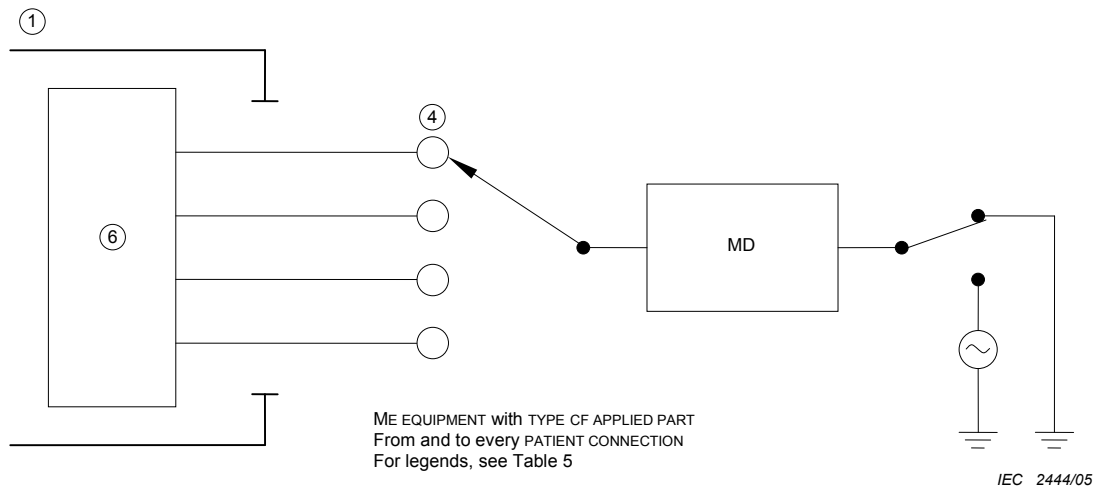 1
4
6
MD
ME EQUIPMENT with TYPE CF APPLIED PART
From and to every PATIENT CONNECTION
For legends, see Table 5
IEC 2444/05